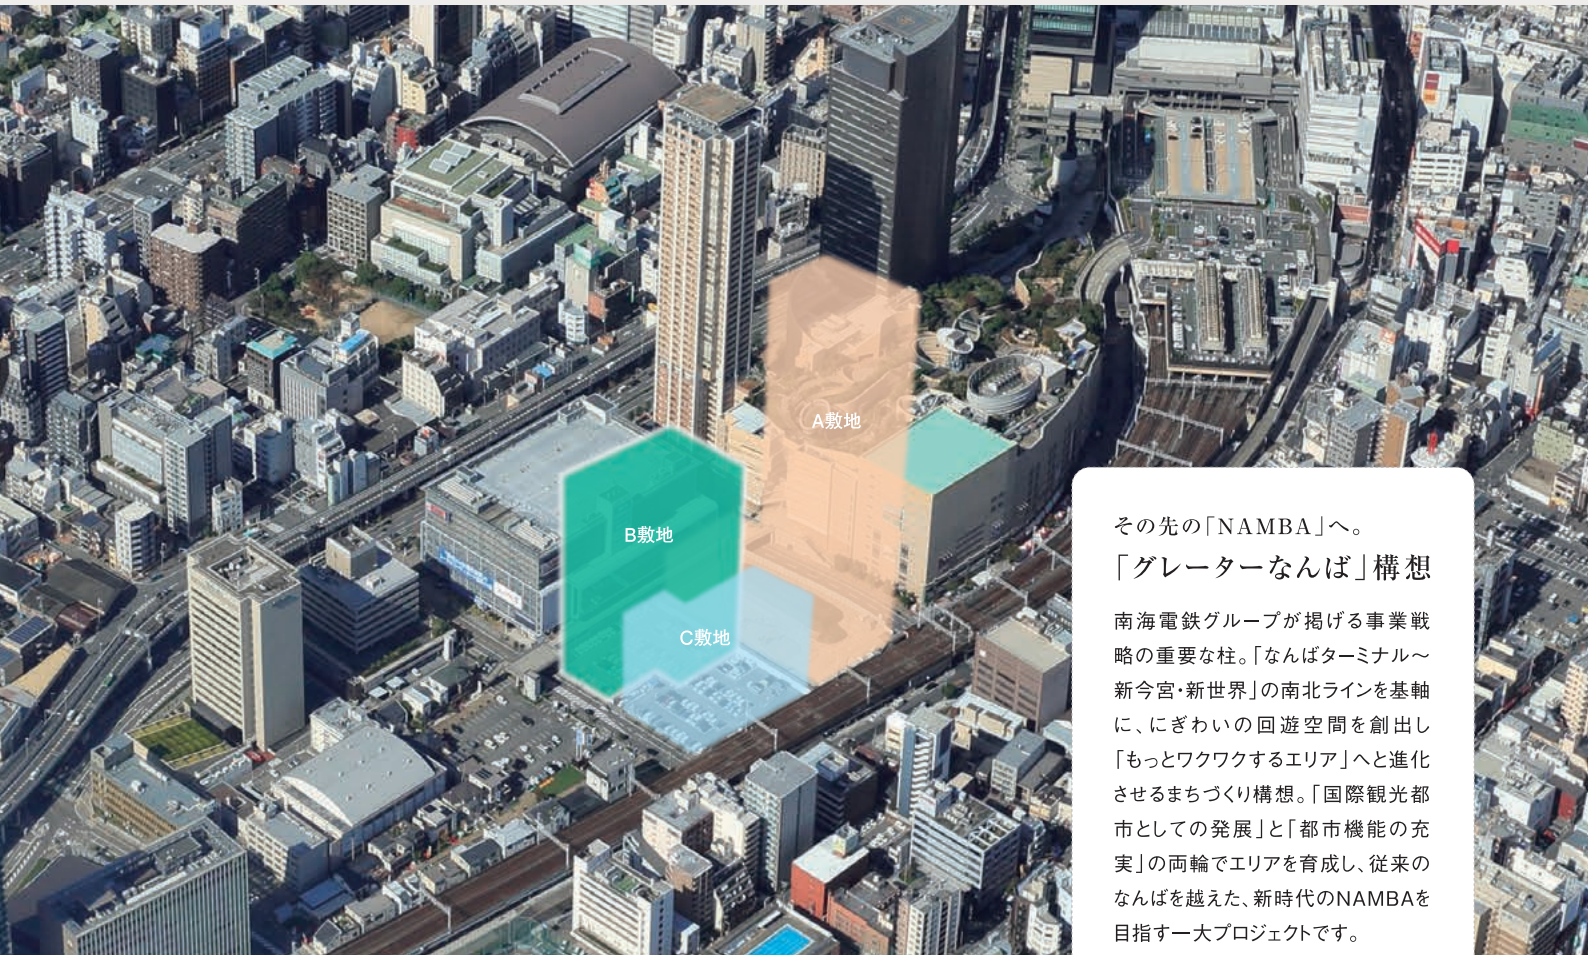 A敷地
B敷地
C敷地
その先の「NAMBA」へ。
「グレーターなんば」構想
南海電鉄グループが掲げる事業戦
略の重要な柱。「なんばターミナル〜
新今宮・新世界」の南北ラインを基軸
に、にぎわいの回遊空間を創出し
「もっとワクワクするエリア」へと進化
させるまちづくり構想。「国際観光都
市としての発展」と「都市機能の充
実」の両輪でエリアを育成し、従来の
なんばを越えた、新時代のNAMBAを
目指す一大プロジェクトです。